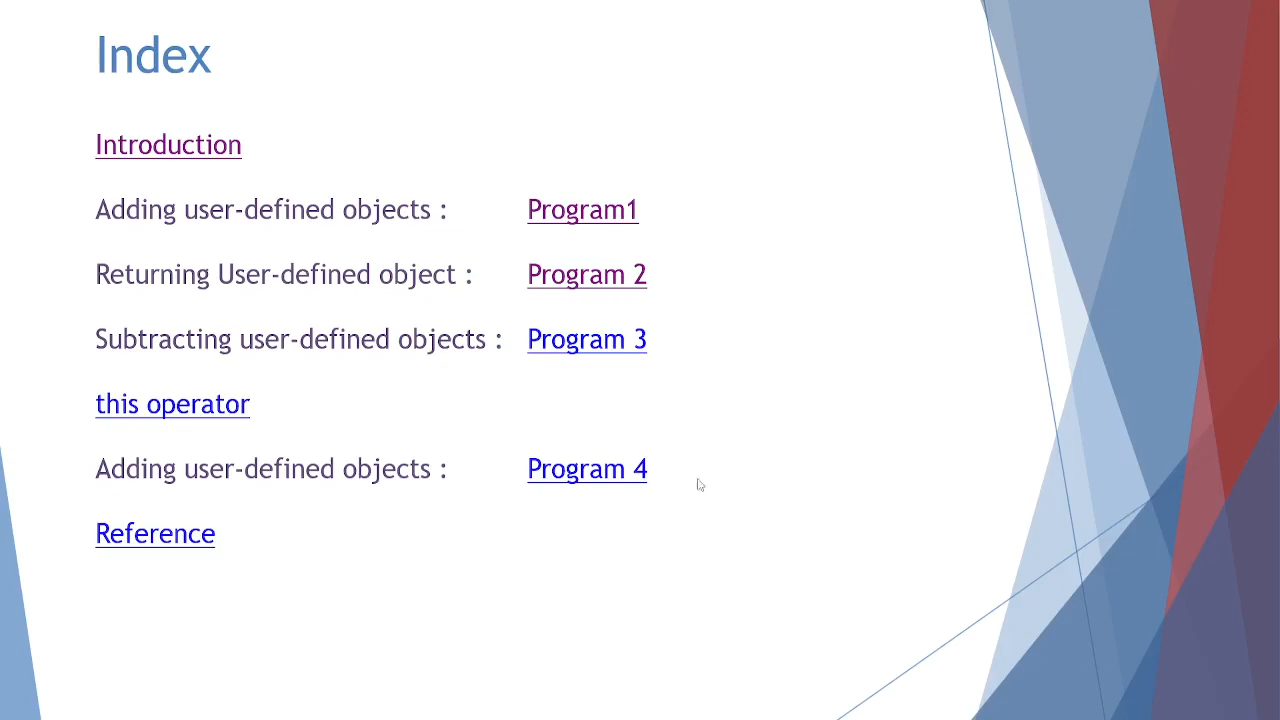 Index
Introduction
Adding user-defined objects : Program1
Returning User-defined object : Program 2
Subtracting user-defined objects : Program 3
this operator
Adding user-defined objects : Program 4
Reference